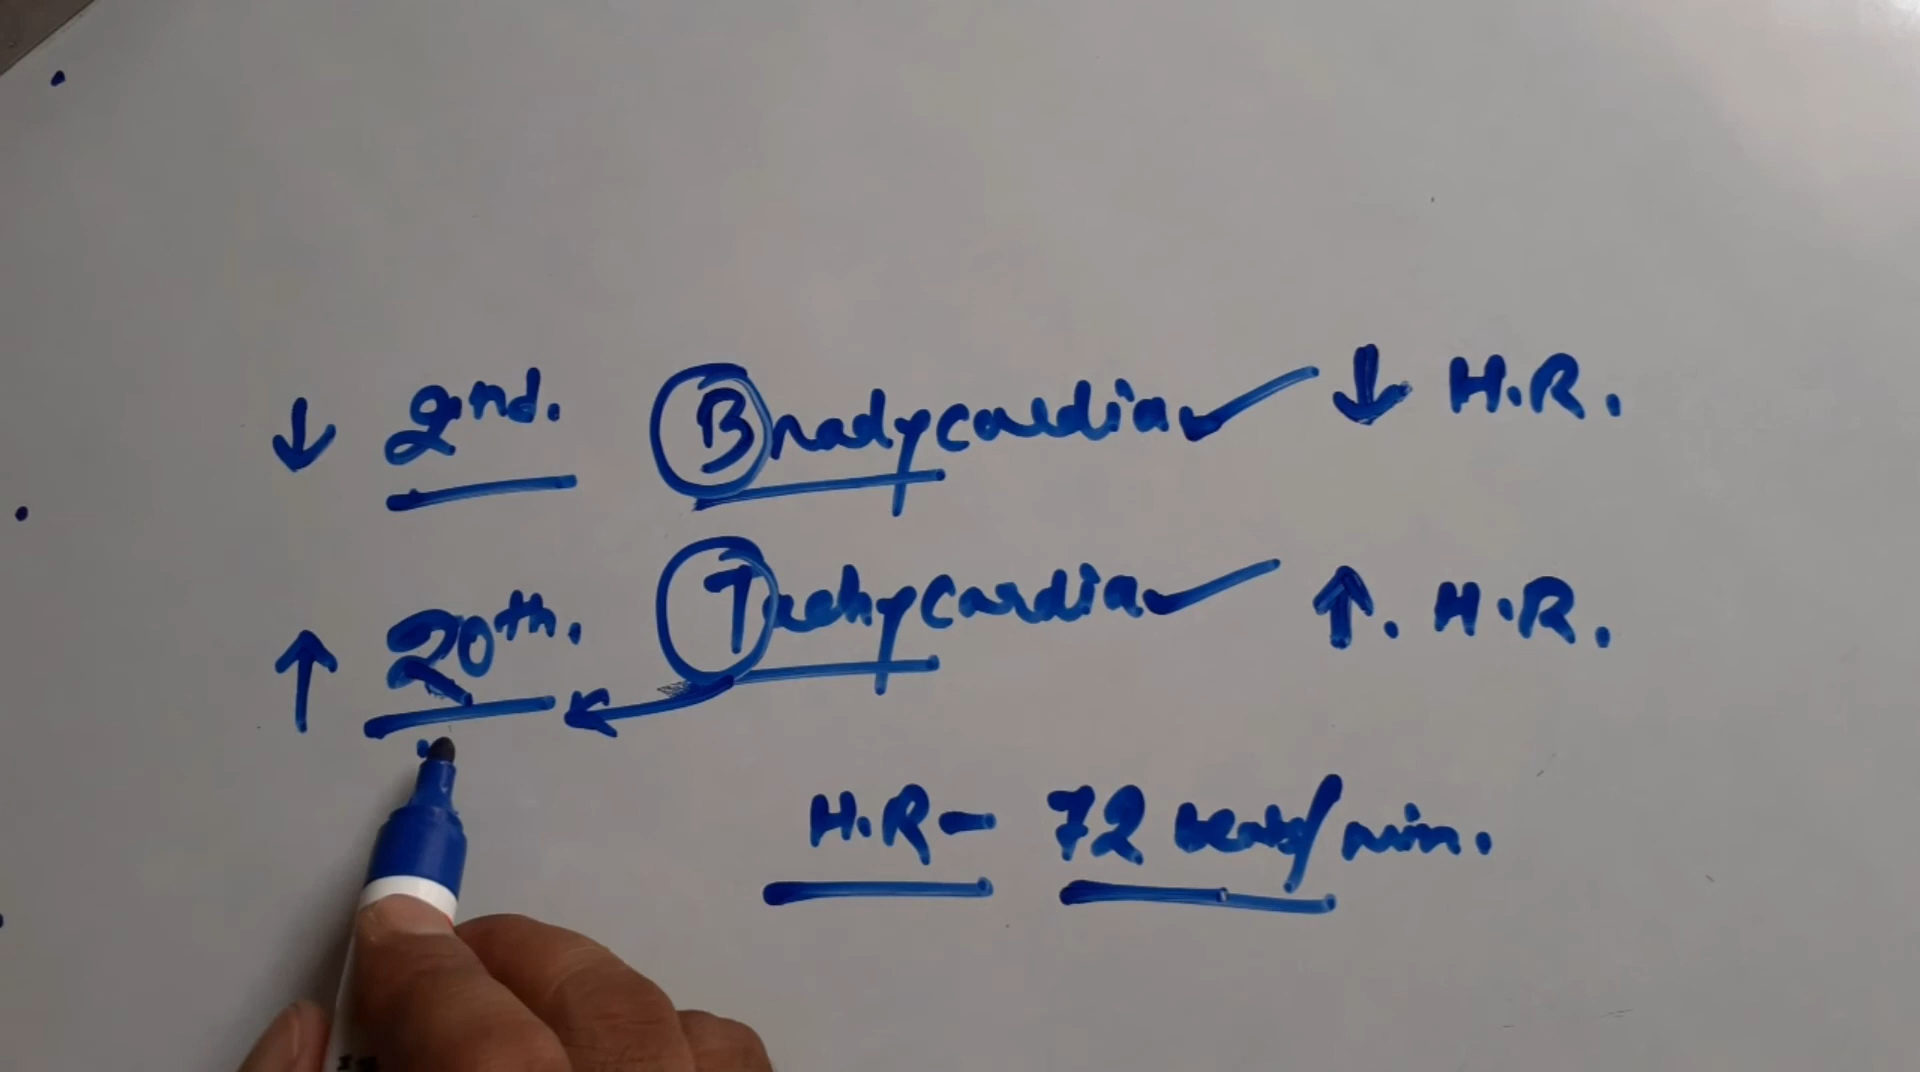 ↓ 2nd. Bradycardia ✓ ↓ H.R.
↑ 20th. Tachycardia ✓ ↑. H.R.
H.R - 72 beats/min.